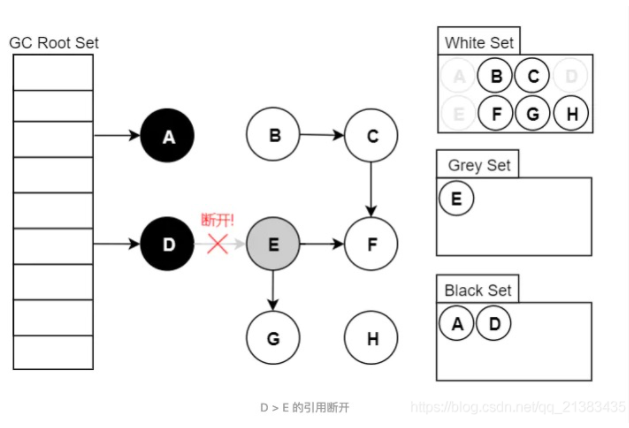 GC Root Set
White Set
A B C D
E F G H
A
B
C
Grey Set
E
断开!
D
E
F
Black Set
A D
G
H
D > E 的引用断开
https://blog.csdn.net/qq_21383435